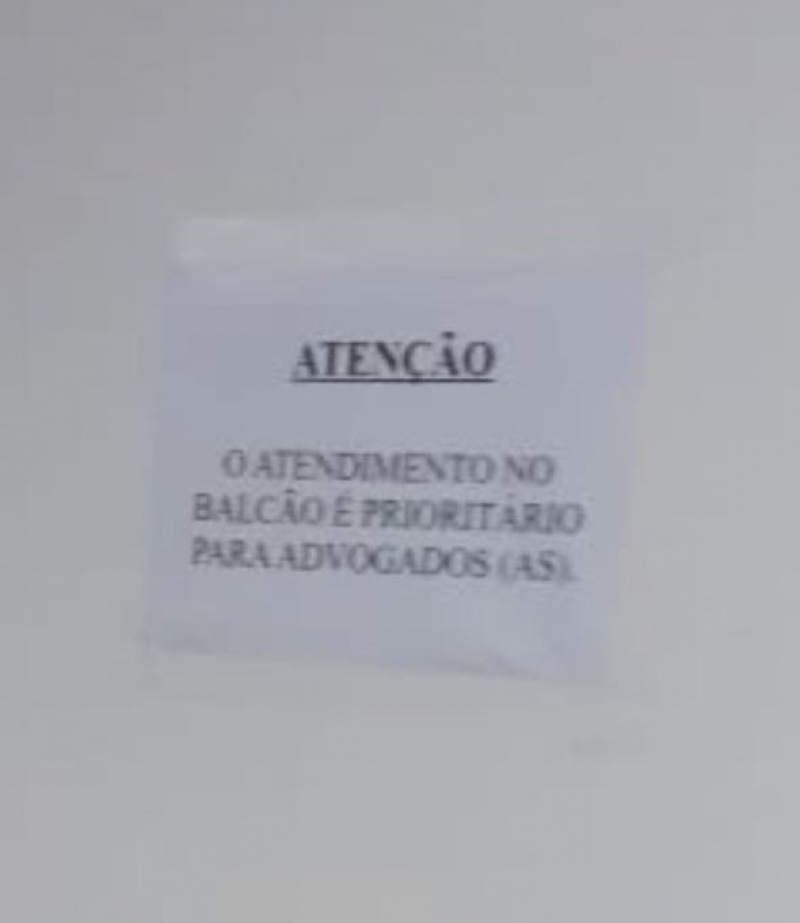 ATENÇÃO
O ATENDIMENTO NO
BALCÃO É PRIORITÁRIO
PARA ADVOGADOS (AS).